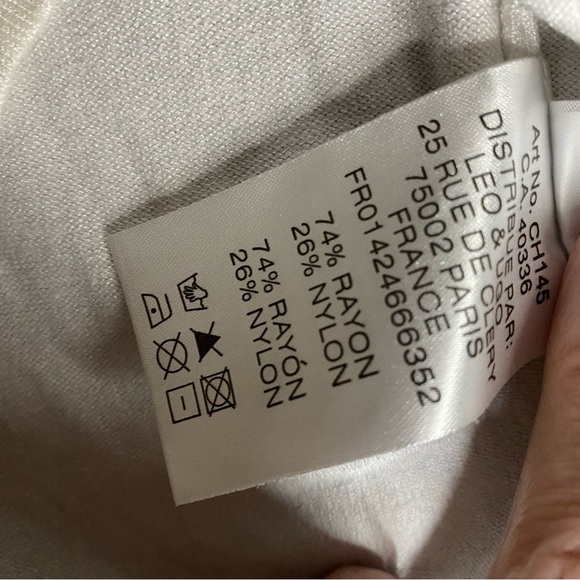 Art No. CH145
C.A. 40336
DISTRIBUE PAR:
LEO & UGO
25 RUE DE CLERY
75002 PARIS
FRANCE
FR01424666352
74% RAYON
26% NYLON
74% RAYÓN
26% NYLON